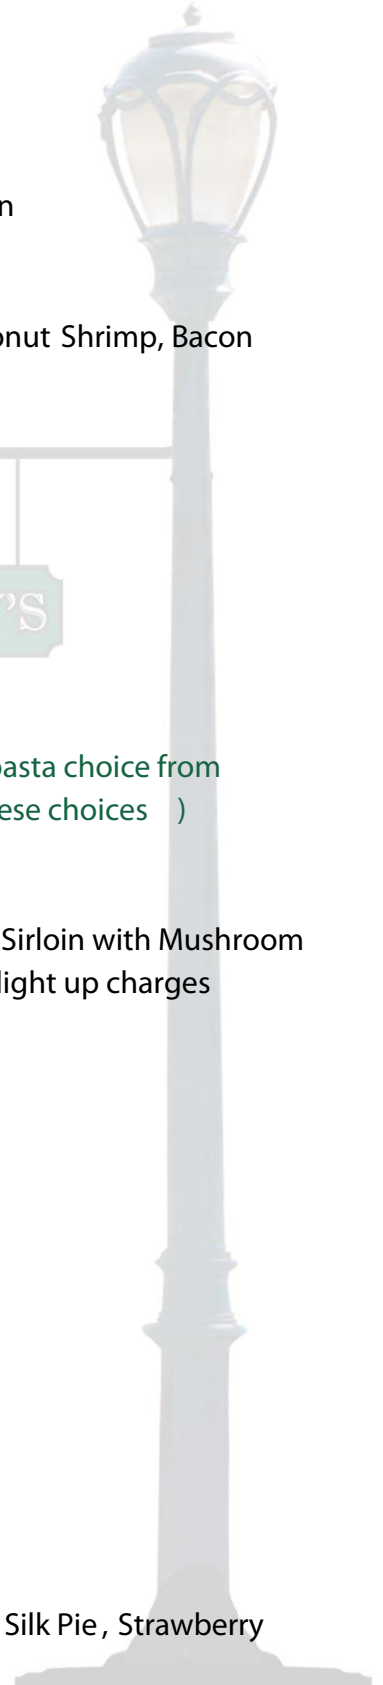 n
onut Shrimp, Bacon
’S
pasta choice from
ese choices )
Sirloin with Mushroom
light up charges
Silk Pie , Strawberry